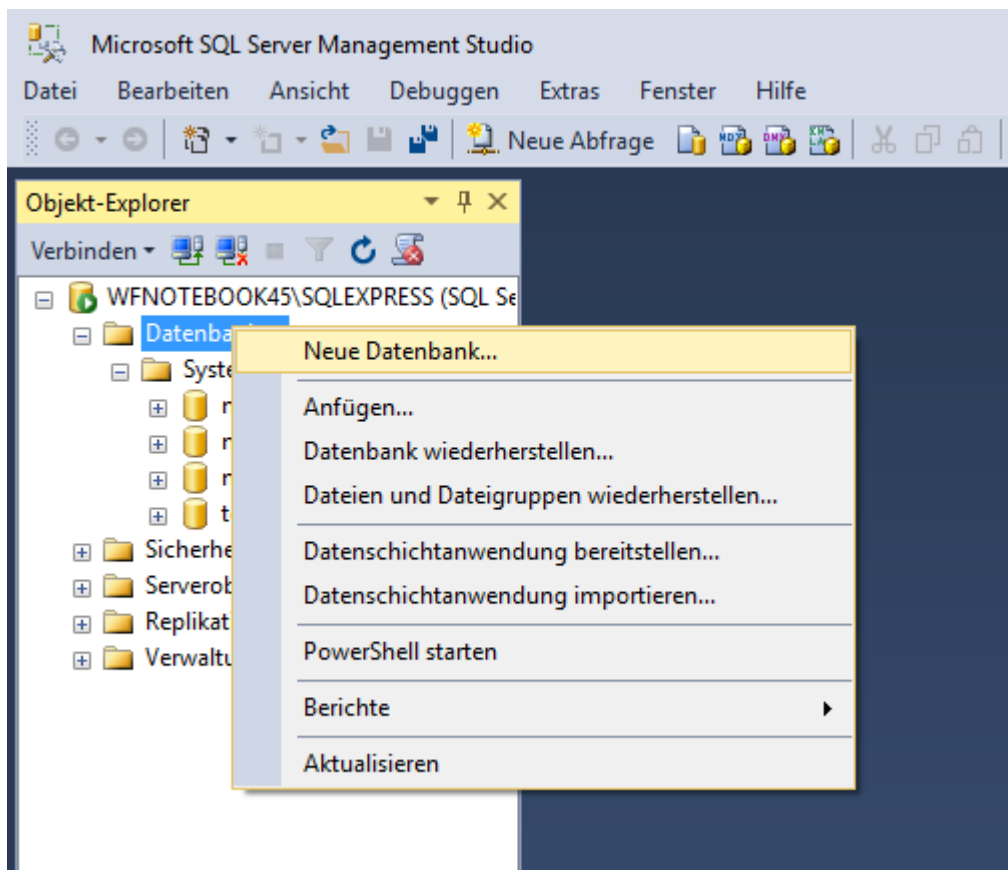 Microsoft SQL Server Management Studio
Datei Bearbeiten Ansicht Debuggen Extras Fenster Hilfe
Neue Abfrage
Objekt-Explorer
Verbinden
WFNOTEBOOK45\SQLEXPRESS (SQL Se
Datenba
Syste
Sicherhe
Serverob
Replikat
Verwaltu
Neue Datenbank...
Anfügen...
Datenbank wiederherstellen...
Dateien und Dateigruppen wiederherstellen...
Datenschichtanwendung bereitstellen...
Datenschichtanwendung importieren...
PowerShell starten
Berichte
Aktualisieren